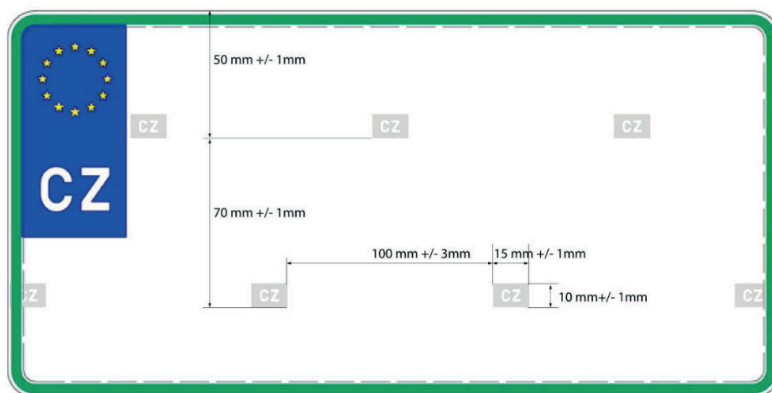 50 mm +/- 1mm
CZ CZ CZ
CZ
70 mm +/- 1mm
100 mm +/- 3mm 15 mm +/- 1mm
CZ CZ CZ CZ 10 mm+/- 1mm